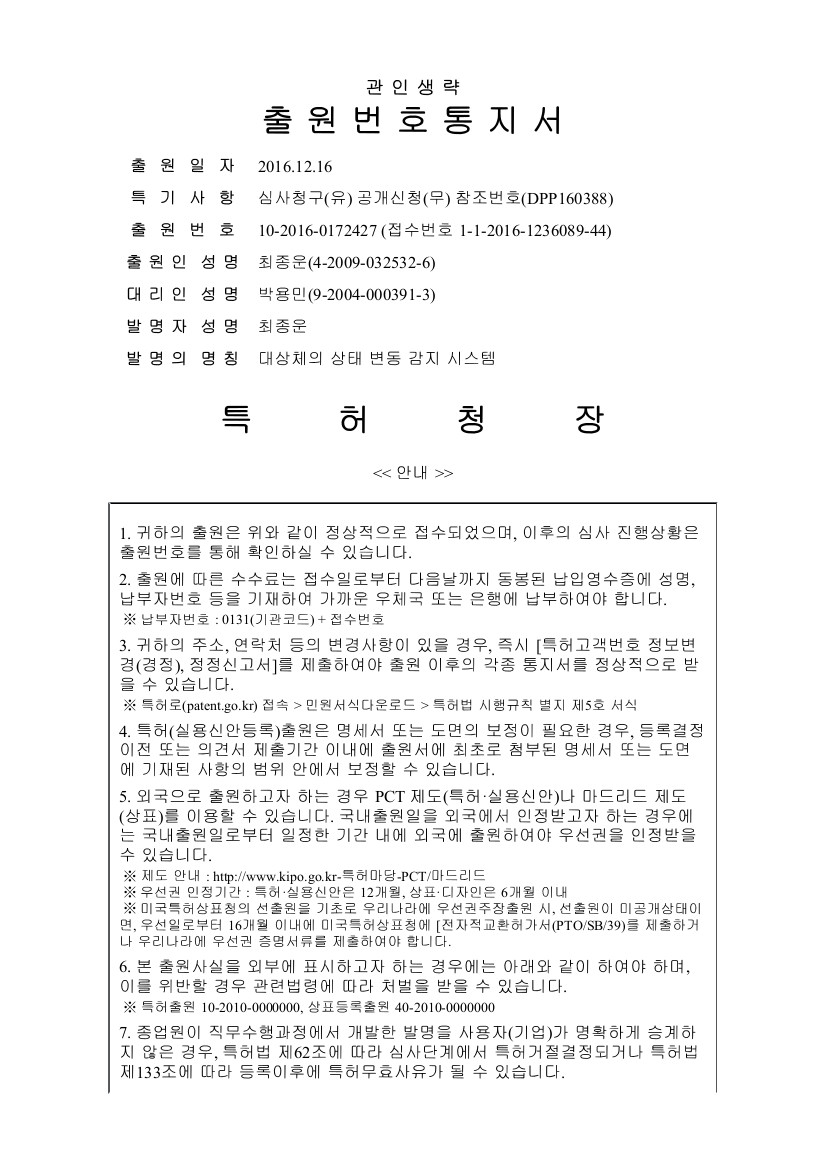 관 인 생 략
출 원 번 호 통 지 서
출 원 일 자 2016.12.16
특 기 사 항 심사청구(유) 공개신청(무) 참조번호(DPP160388)
출 원 번 호 10-2016-0172427 (접수번호 1-1-2016-1236089-44)
출 원 인 성 명 최종운(4-2009-032532-6)
대 리 인 성 명 박용민(9-2004-000391-3)
발 명 자 성 명 최종운
발 명 의 명 칭 대상체의 상태 변동 감지 시스템
특 허 청 장
<< 안내 >>
1. 귀하의 출원은 위와 같이 정상적으로 접수되었으며, 이후의 심사 진행상황은
출원번호를 통해 확인하실 수 있습니다.
2. 출원에 따른 수수료는 접수일로부터 다음날까지 동봉된 납입영수증에 성명,
납부자번호 등을 기재하여 가까운 우체국 또는 은행에 납부하여야 합니다.
※ 납부자번호 : 0131(기관코드) + 접수번호
3. 귀하의 주소, 연락처 등의 변경사항이 있을 경우, 즉시 [특허고객번호 정보변
경(경정), 정정신고서]를 제출하여야 출원 이후의 각종 통지서를 정상적으로 받
을 수 있습니다.
※ 특허로(patent.go.kr) 접속 > 민원서식다운로드 > 특허법 시행규칙 별지 제5호 서식
4. 특허(실용신안등록)출원은 명세서 또는 도면의 보정이 필요한 경우, 등록결정
이전 또는 의견서 제출기간 이내에 출원서에 최초로 첨부된 명세서 또는 도면
에 기재된 사항의 범위 안에서 보정할 수 있습니다.
5. 외국으로 출원하고자 하는 경우 PCT 제도(특허·실용신안)나 마드리드 제도
(상표)를 이용할 수 있습니다. 국내출원일을 외국에서 인정받고자 하는 경우에
는 국내출원일로부터 일정한 기간 내에 외국에 출원하여야 우선권을 인정받을
수 있습니다.
※ 제도 안내 : http://www.kipo.go.kr-특허마당-PCT/마드리드
※ 우선권 인정기간 : 특허·실용신안은 12개월, 상표·디자인은 6개월 이내
※ 미국특허상표청의 선출원을 기초로 우리나라에 우선권주장출원 시, 선출원이 미공개상태이
면, 우선일로부터 16개월 이내에 미국특허상표청에 [전자적교환허가서(PTO/SB/39)를 제출하거
나 우리나라에 우선권 증명서류를 제출하여야 합니다.
6. 본 출원사실을 외부에 표시하고자 하는 경우에는 아래와 같이 하여야 하며,
이를 위반할 경우 관련법령에 따라 처벌을 받을 수 있습니다.
※ 특허출원 10-2010-0000000, 상표등록출원 40-2010-0000000
7. 종업원이 직무수행과정에서 개발한 발명을 사용자(기업)가 명확하게 승계하
지 않은 경우, 특허법 제62조에 따라 심사단계에서 특허거절결정되거나 특허법
제133조에 따라 등록이후에 특허무효사유가 될 수 있습니다.